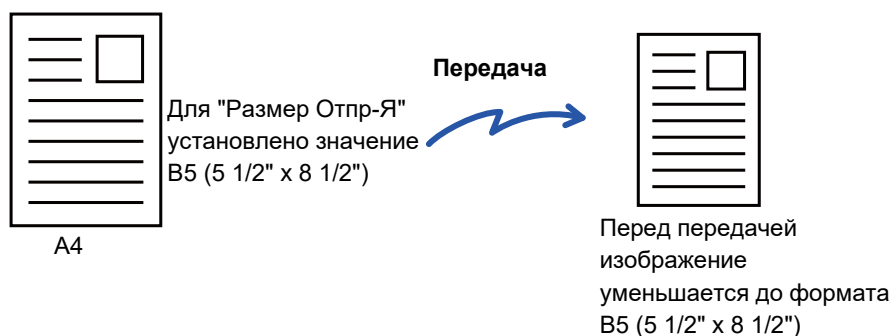 Передача
Для "Размер Отпр-Я"
установлено значение
B5 (5 1/2" x 8 1/2")
A4
Перед передачей
изображение
уменьшается до формата
B5 (5 1/2" x 8 1/2")